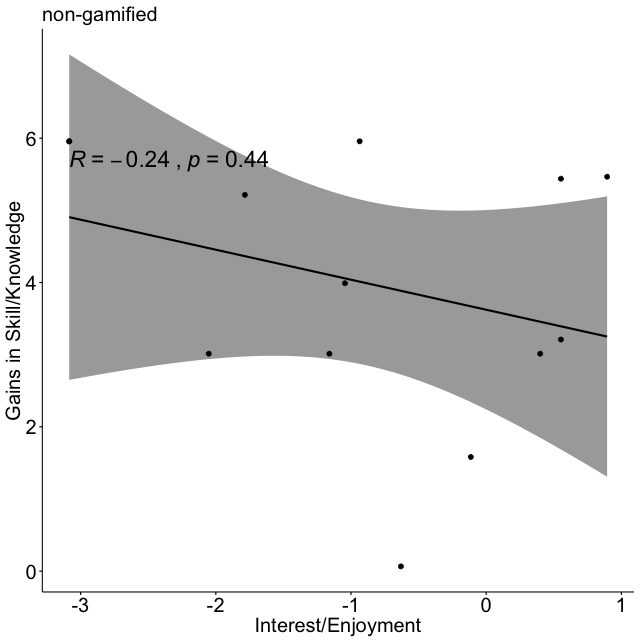 non-gamified
Gains in Skill/Knowledge
6
4
2
0
R = −0.24 , p = 0.44
-3 -2 -1 0 1
Interest/Enjoyment